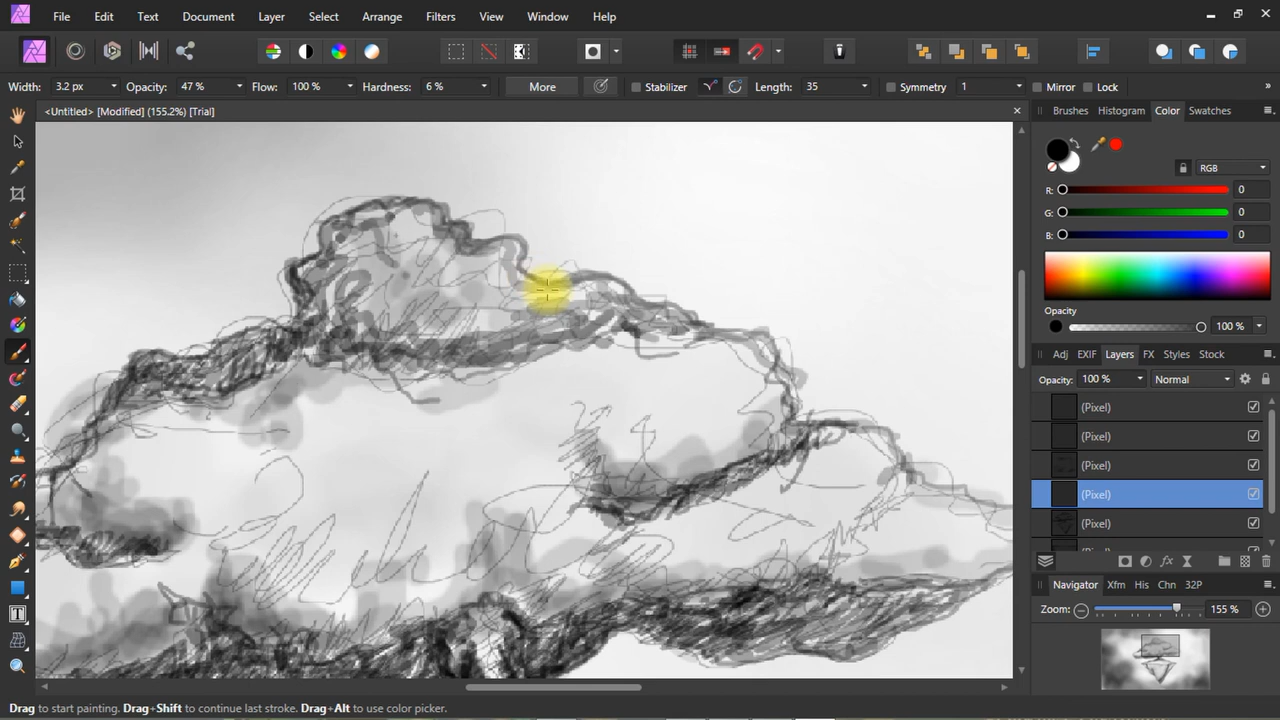 File Edit Text Document Layer Select Arrange Filters View Window Help
Width: 3.2 px Opacity: 47 % Flow: 100 % Hardness: 6 % More Stabilizer Length: 35 Symmetry 1 Mirror Lock
<Untitled> [Modified] (155.2%) [Trial]
Brushes Histogram Color Swatches
RGB
R: 0
G: 0
B: 0
Opacity
100 %
Adj EXIF Layers FX Styles Stock
Opacity: 100 % Normal
(Pixel)
(Pixel)
(Pixel)
(Pixel)
(Pixel)
Navigator Xfm His Chn 32P
Zoom: 155 %
Drag to start painting. Drag+Shift to continue last stroke. Drag+Alt to use color picker.